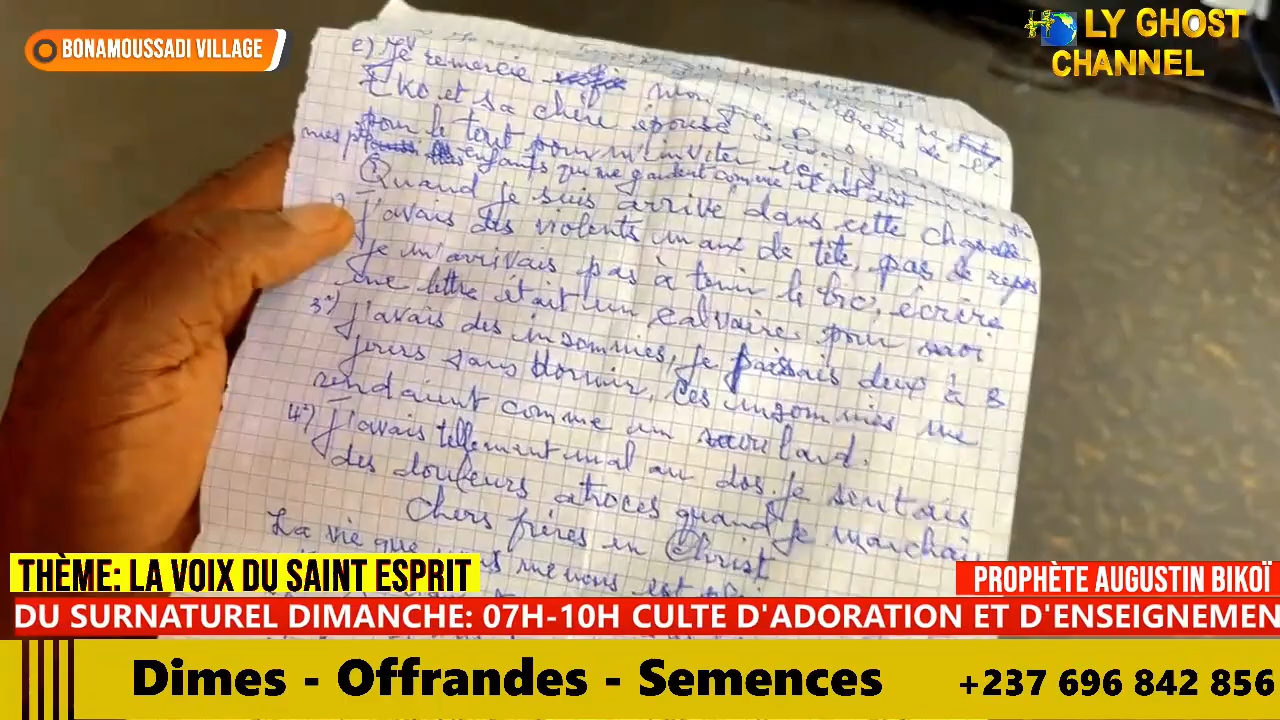 BONAMOUSSADI VILLAGE
LY GHOST
CHANNEL
e) Je remercie mon
Eko et sa chère épouse
pour le tout pour m'inviter
enfants qui me gardent comme
1) Quand je suis arrivé dans cette
J'avais des violents maux de tête, pas de repos
je m'arrivais pas à tenir le bic, écrire
une lettre était un calvaire pour moi
3°) J'avais des insomnies, je passais deux à 3
jours sans dormir, ces insomnies me
rendaient comme un soulard.
4°) J'avais tellement mal au dos. Je sentais
des douleurs atroces quand je marchais
Chers frères en Christ
La vie que
THÈME: LA VOIX DU SAINT ESPRIT
PROPHÈTE AUGUSTIN BIKOÏ
DU SURNATUREL DIMANCHE: 07H-10H CULTE D'ADORATION ET D'ENSEIGNEMEN
Dimes - Offrandes - Semences
+237 696 842 856